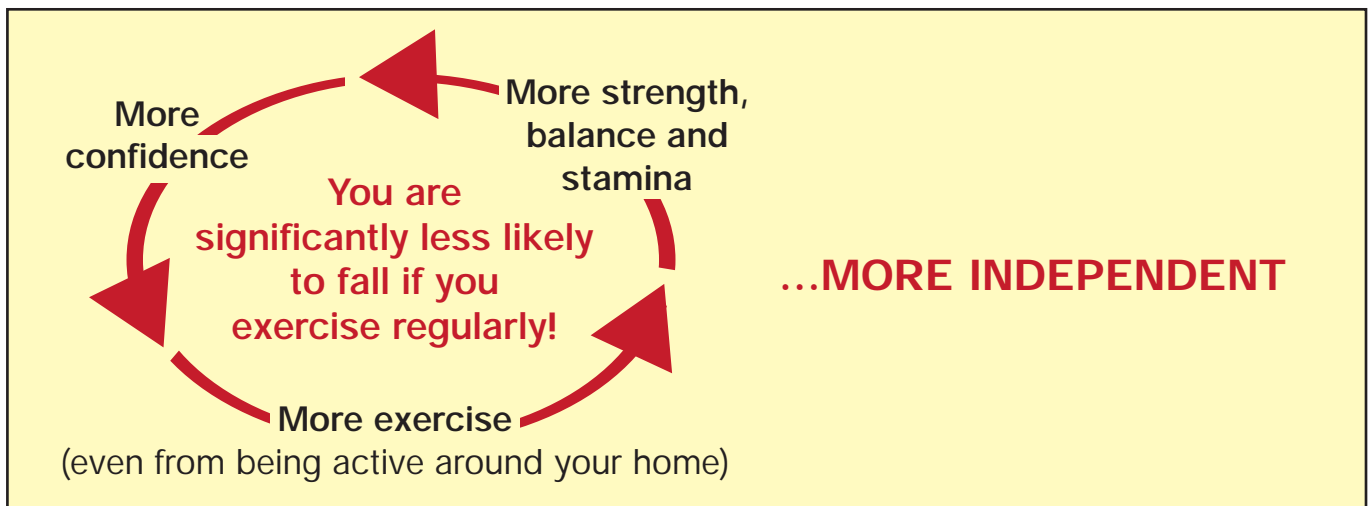 More strength,
balance and
stamina
More
confidence
You are
significantly less likely
to fall if you
exercise regularly!
More exercise
(even from being active around your home)
...MORE INDEPENDENT